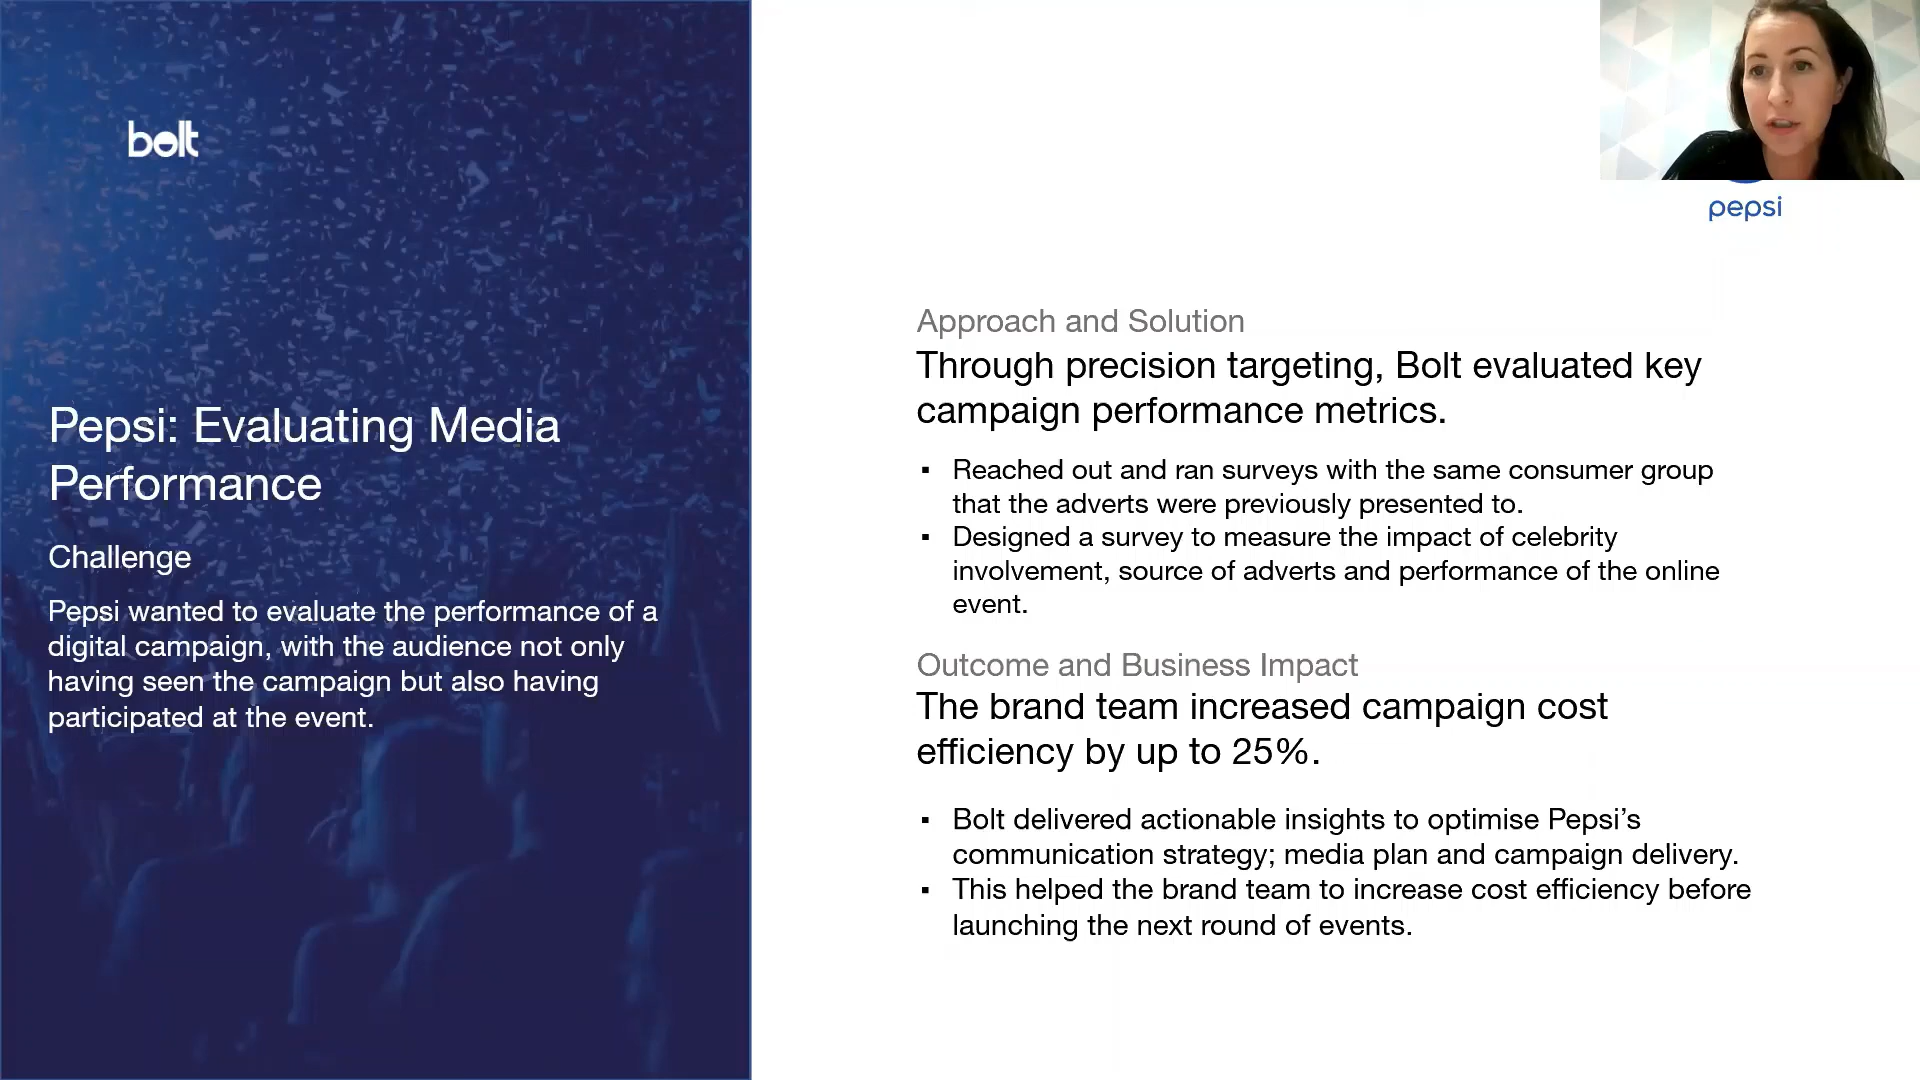 bolt
Pepsi: Evaluating Media
Performance
Challenge
Pepsi wanted to evaluate the performance of a
digital campaign, with the audience not only
having seen the campaign but also having
participated at the event.
pepsi
Approach and Solution
Through precision targeting, Bolt evaluated key
campaign performance metrics.
▪ Reached out and ran surveys with the same consumer group
that the adverts were previously presented to.
▪ Designed a survey to measure the impact of celebrity
involvement, source of adverts and performance of the online
event.
Outcome and Business Impact
The brand team increased campaign cost
efficiency by up to 25%.
▪ Bolt delivered actionable insights to optimise Pepsi’s
communication strategy; media plan and campaign delivery.
▪ This helped the brand team to increase cost efficiency before
launching the next round of events.